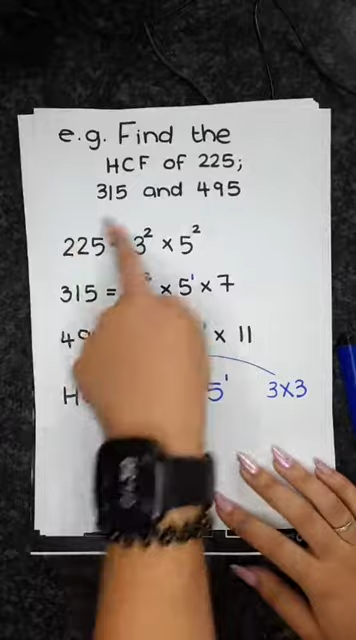 e.g. Find the
HCF of 225;
315 and 495
225 3² × 5²
315 = × 5¹ × 7
× 11
5¹ 3×3